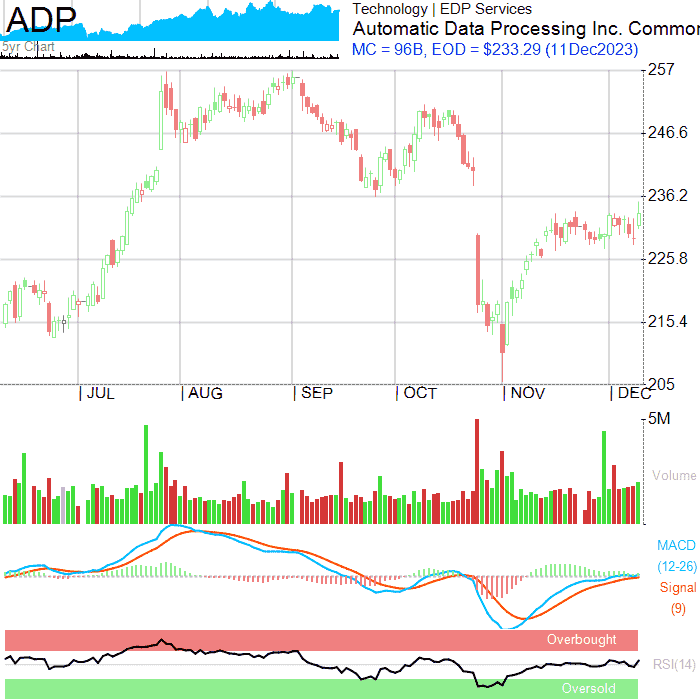 ADP
5yr Chart
Technology | EDP Services
Automatic Data Processing Inc. Common
MC = 96B, EOD = $233.29 (11Dec2023)
257
246.6
236.2
225.8
215.4
205
| JUL | AUG | SEP | OCT | NOV | DEC
5M
Volume
MACD
(12-26)
Signal
(9)
Overbought
RSI(14)
Oversold